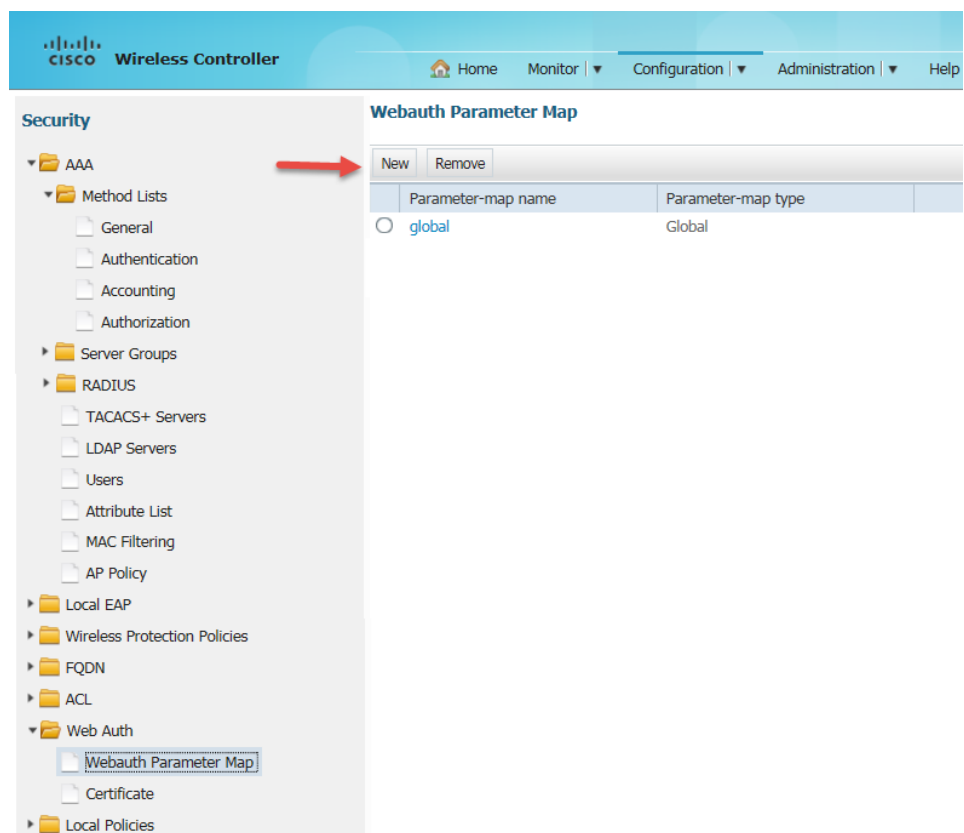 CISCO Wireless Controller
Home Monitor Configuration Administration Help
Security
AAA
Method Lists
General
Authentication
Accounting
Authorization
Server Groups
RADIUS
TACACS+ Servers
LDAP Servers
Users
Attribute List
MAC Filtering
AP Policy
Local EAP
Wireless Protection Policies
FQDN
ACL
Web Auth
Webauth Parameter Map
Certificate
Local Policies
Webauth Parameter Map
New Remove
Parameter-map name Parameter-map type
global Global